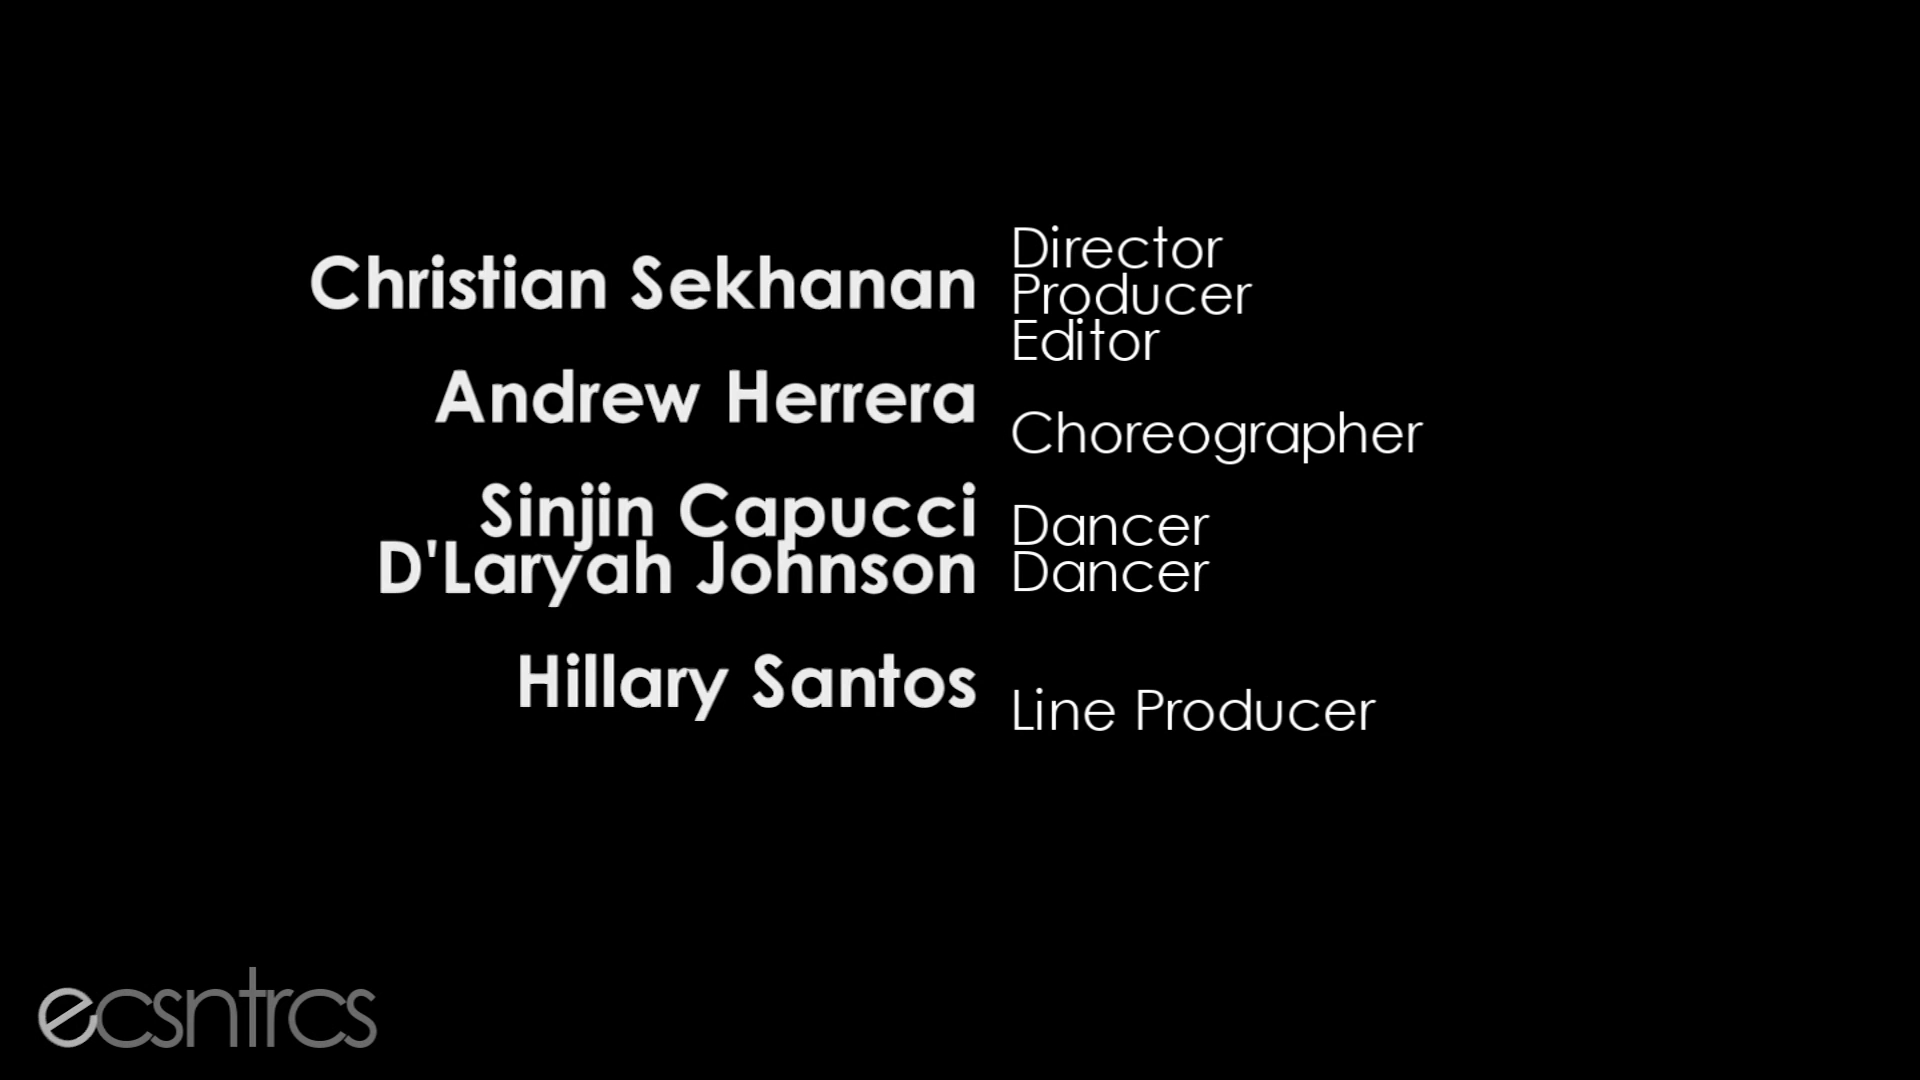 Christian Sekhanan
Director
Producer
Editor
Andrew Herrera
Choreographer
Sinjin Capucci
Dancer
D'Laryah Johnson
Dancer
Hillary Santos
Line Producer
ecsntrcs